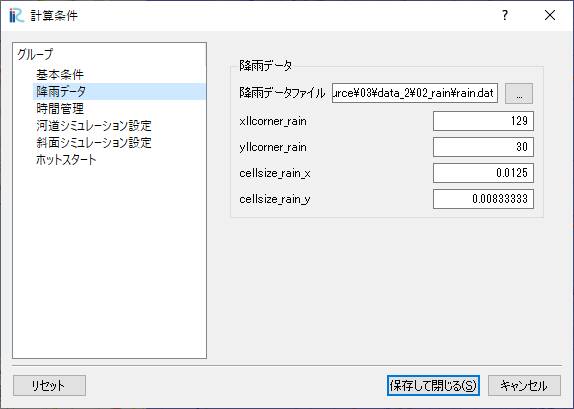 計算条件
グループ
基本条件
降雨データ
時間管理
河道シミュレーション設定
斜面シミュレーション設定
ホットスタート
降雨データ
降雨データファイル urce¥03¥data_2¥02_rain¥rain.dat ...
xllcorner_rain 129
yllcorner_rain 30
cellsize_rain_x 0.0125
cellsize_rain_y 0.00833333
リセット 保存して閉じる(S) キャンセル